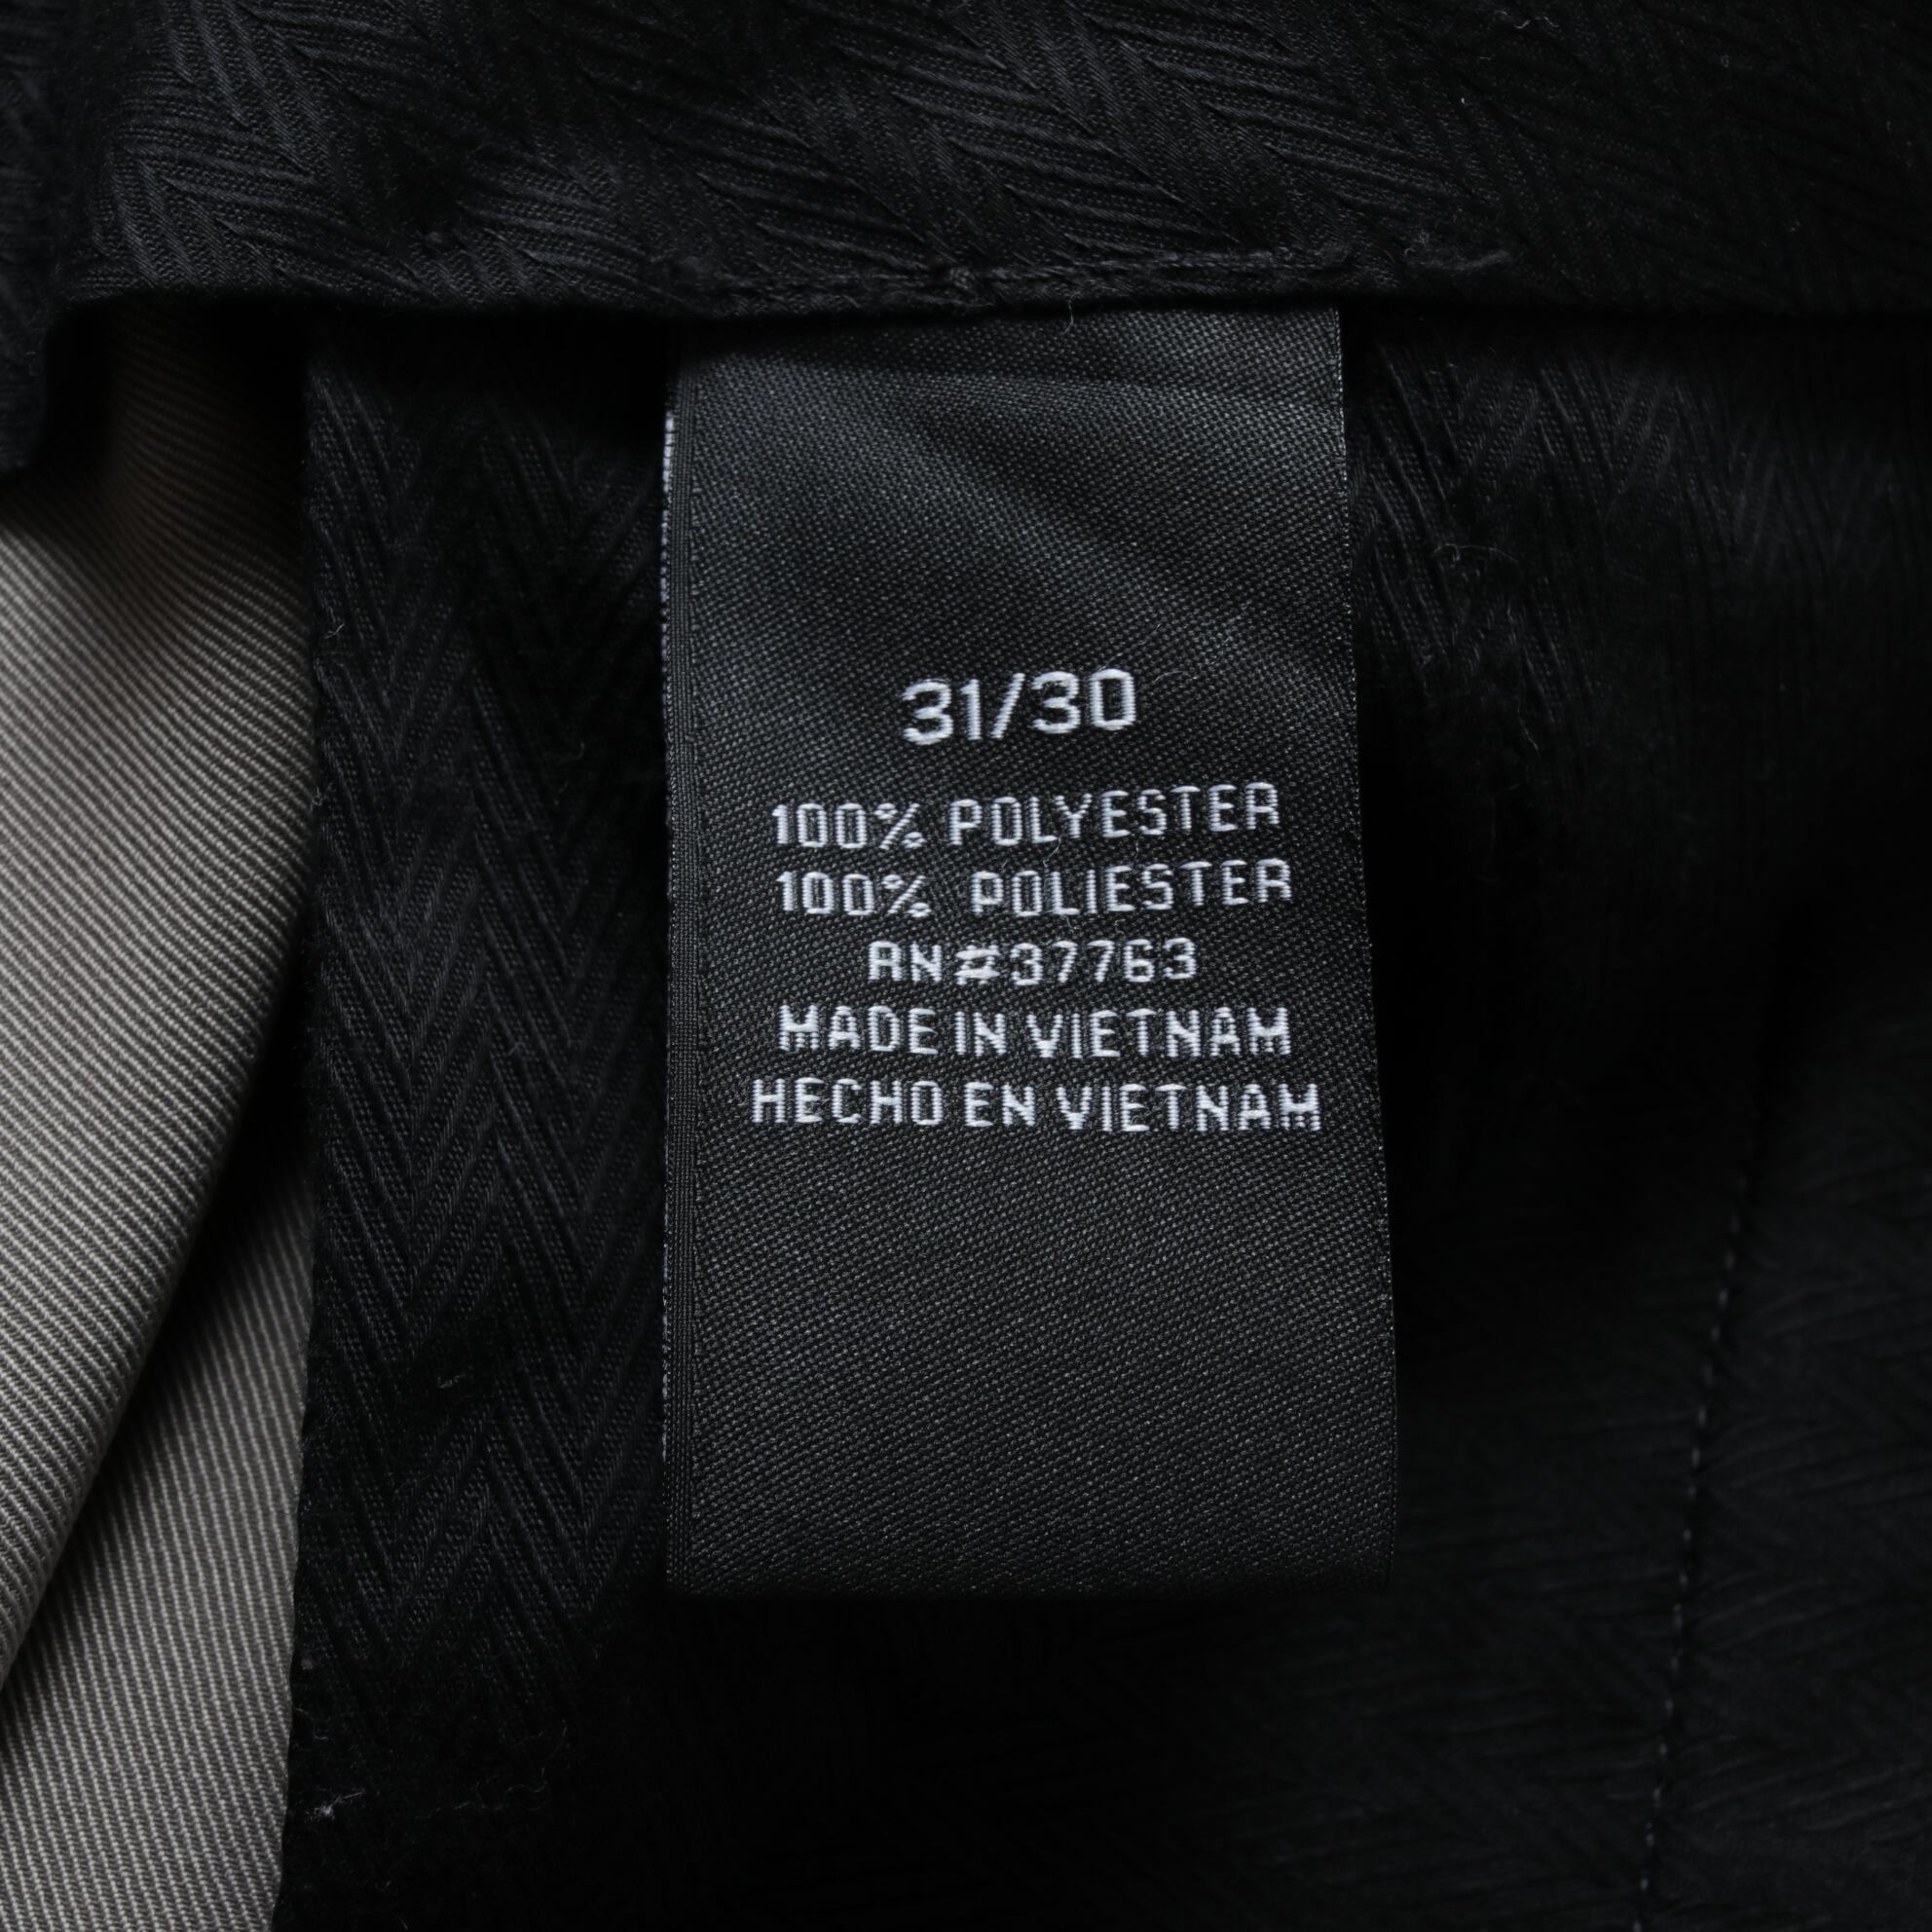 31/30
100% POLYESTER
100% POLIESTER
RN#37763
MADE IN VIETNAM
HECHO EN VIETNAM